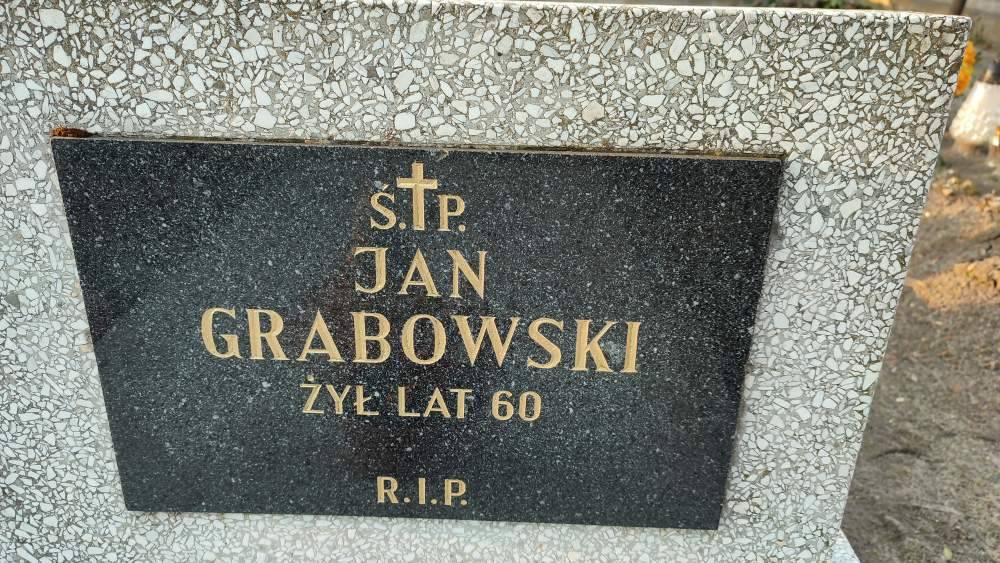 Ś.†P.
JAN
GRABOWSKI
ŻYŁ LAT 60
R.I.P.